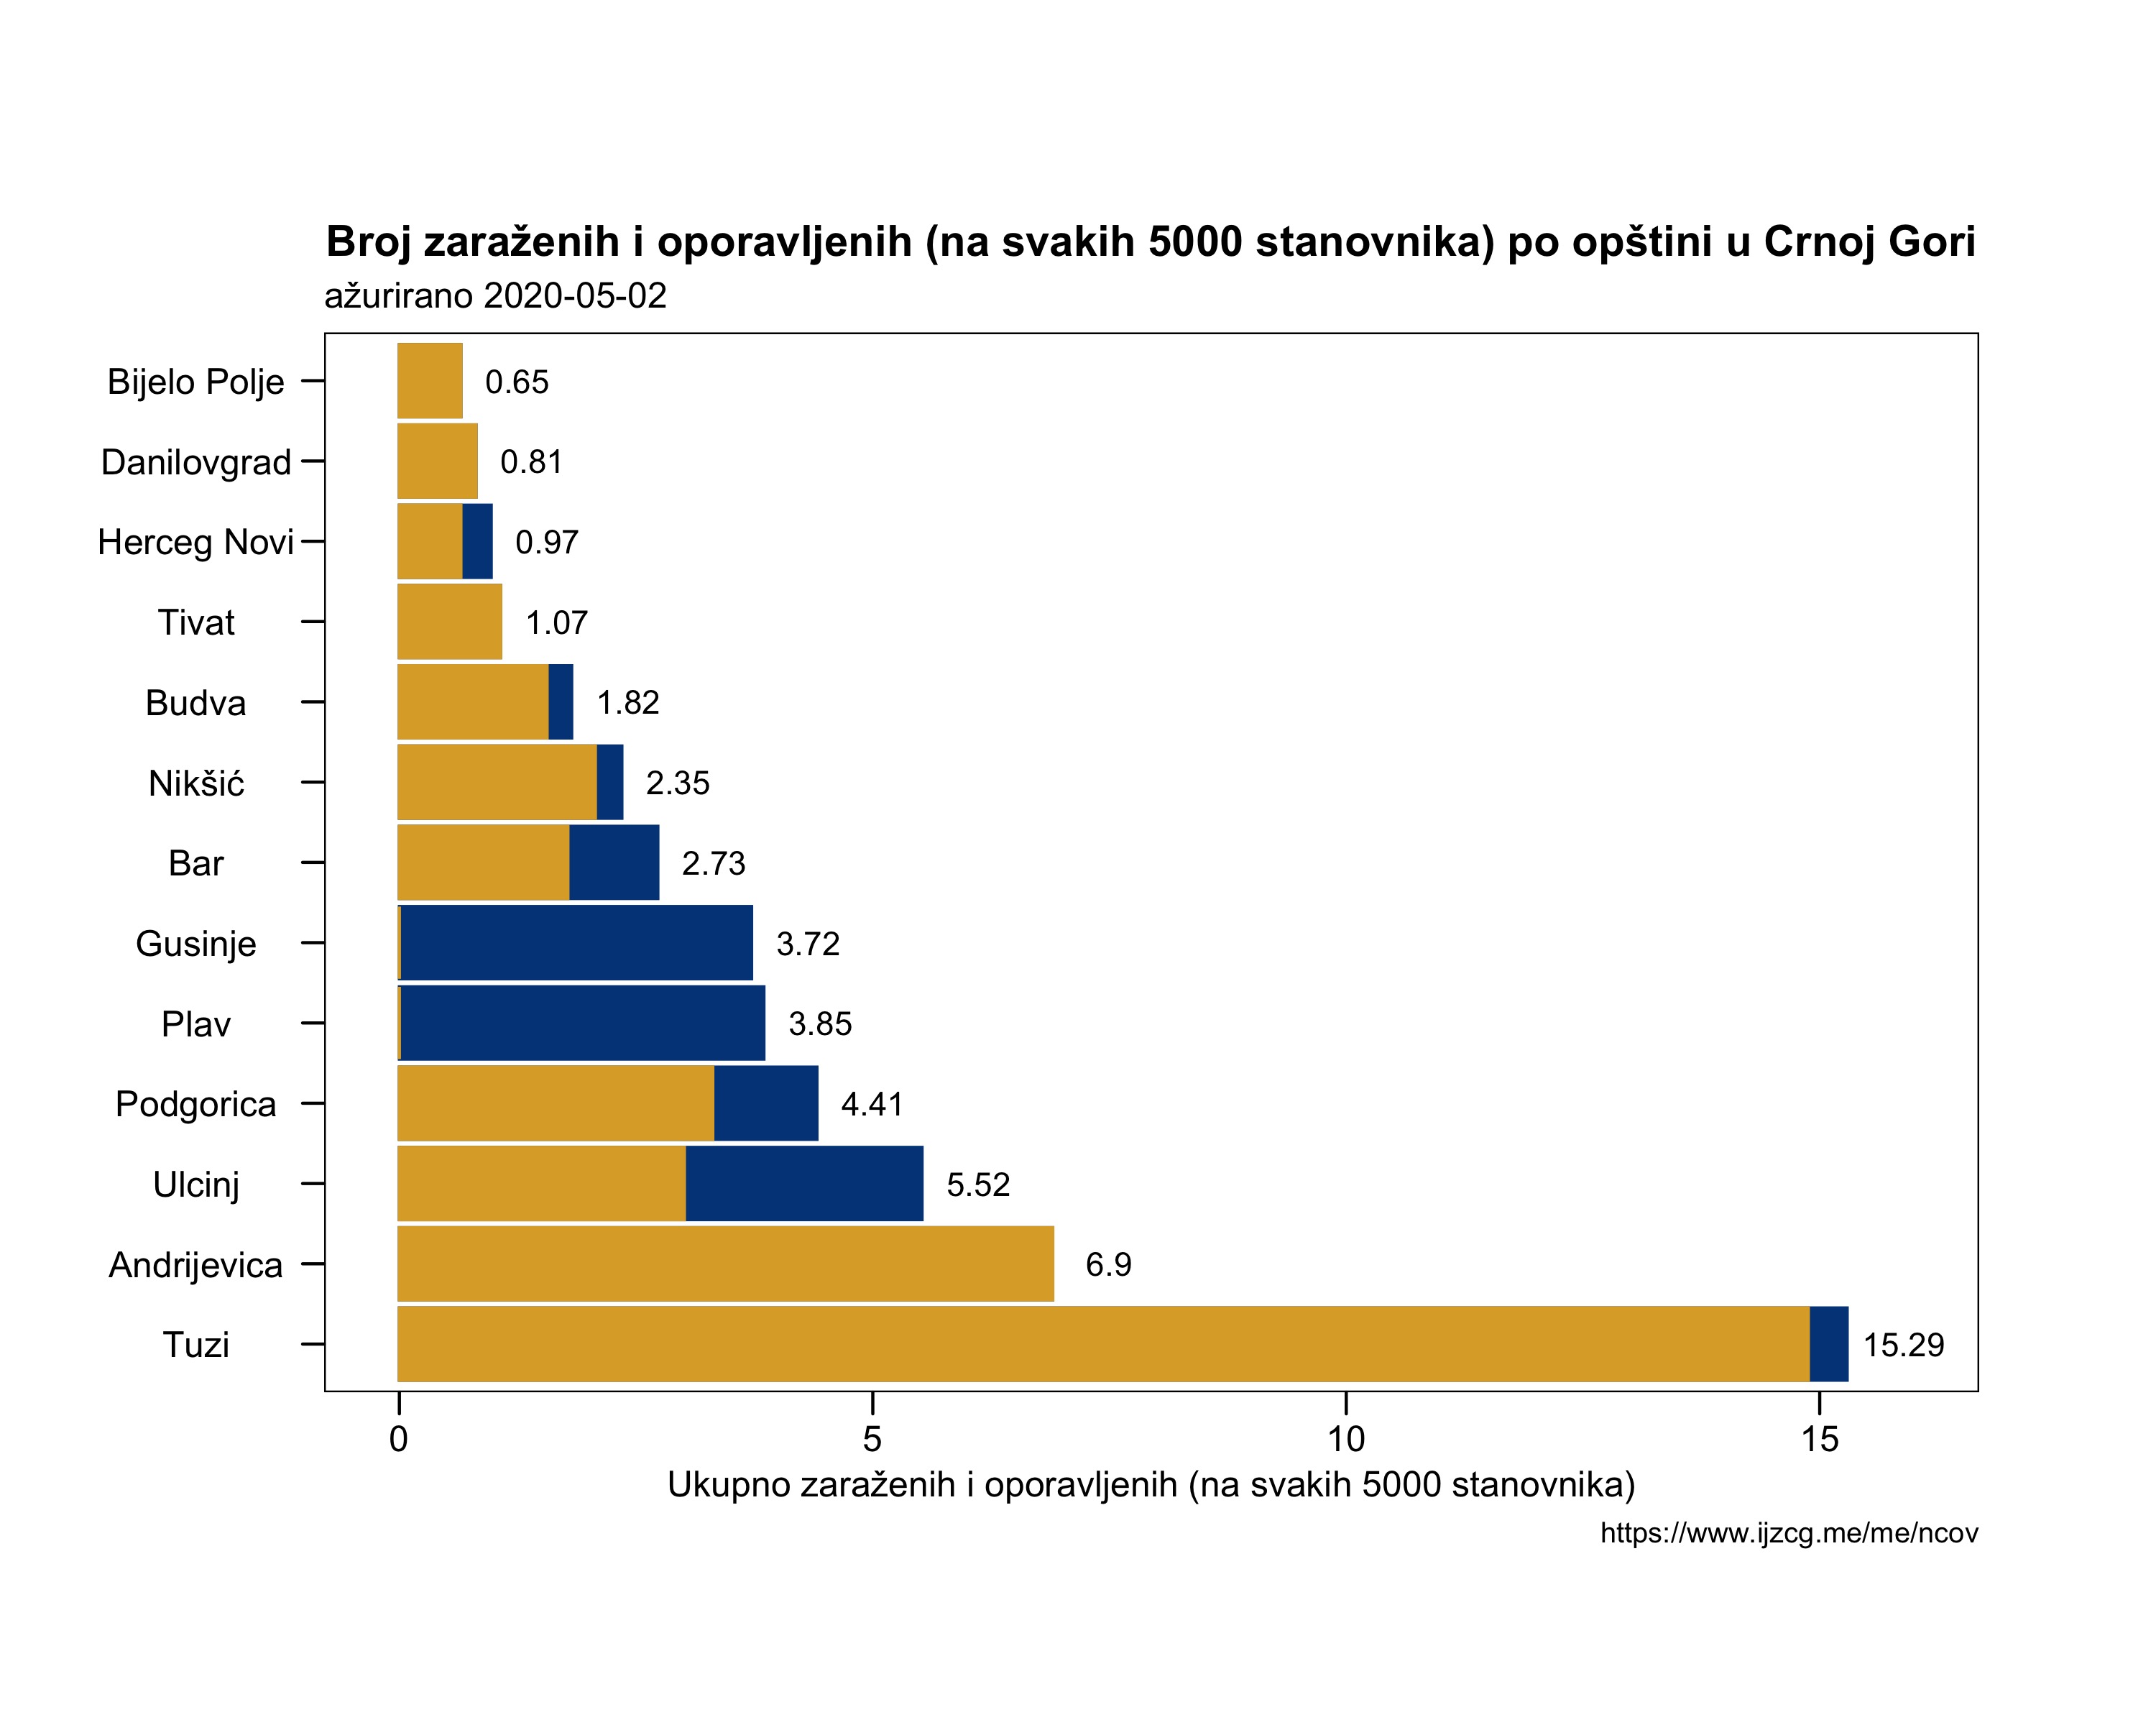 Broj zaraženih i oporavljenih (na svakih 5000 stanovnika) po opštini u Crnoj Gori
ažurirano 2020-05-02
Bijelo Polje 0.65
Danilovgrad 0.81
Herceg Novi 0.97
Tivat 1.07
Budva 1.82
Nikšić 2.35
Bar 2.73
Gusinje 3.72
Plav 3.85
Podgorica 4.41
Ulcinj 5.52
Andrijevica 6.9
Tuzi 15.29
0 5 10 15
Ukupno zaraženih i oporavljenih (na svakih 5000 stanovnika)
https://www.ijzcg.me/me/ncov